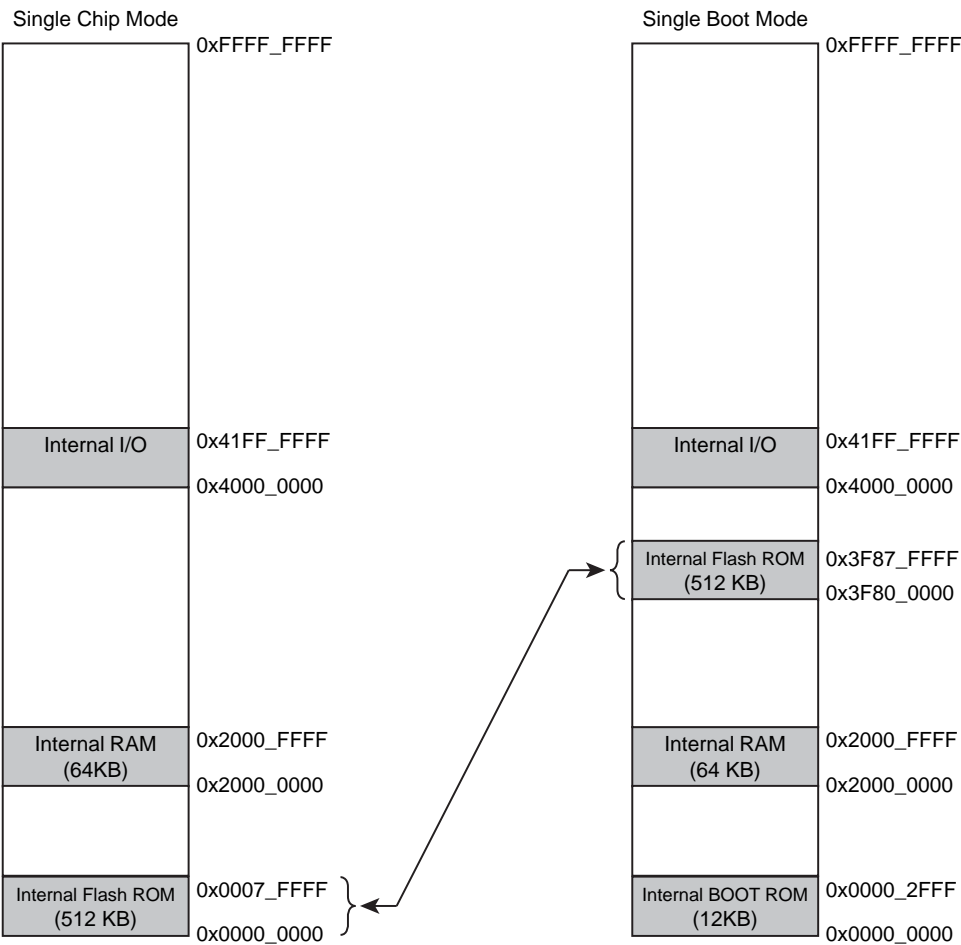 Single Chip Mode
0xFFFF_FFFF
Internal I/O
0x41FF_FFFF
0x4000_0000
Internal RAM
(64KB)
0x2000_FFFF
0x2000_0000
Internal Flash ROM
(512 KB)
0x0007_FFFF
0x0000_0000
Single Boot Mode
0xFFFF_FFFF
Internal I/O
0x41FF_FFFF
0x4000_0000
Internal Flash ROM
(512 KB)
0x3F87_FFFF
0x3F80_0000
Internal RAM
(64 KB)
0x2000_FFFF
0x2000_0000
Internal BOOT ROM
(12KB)
0x0000_2FFF
0x0000_0000